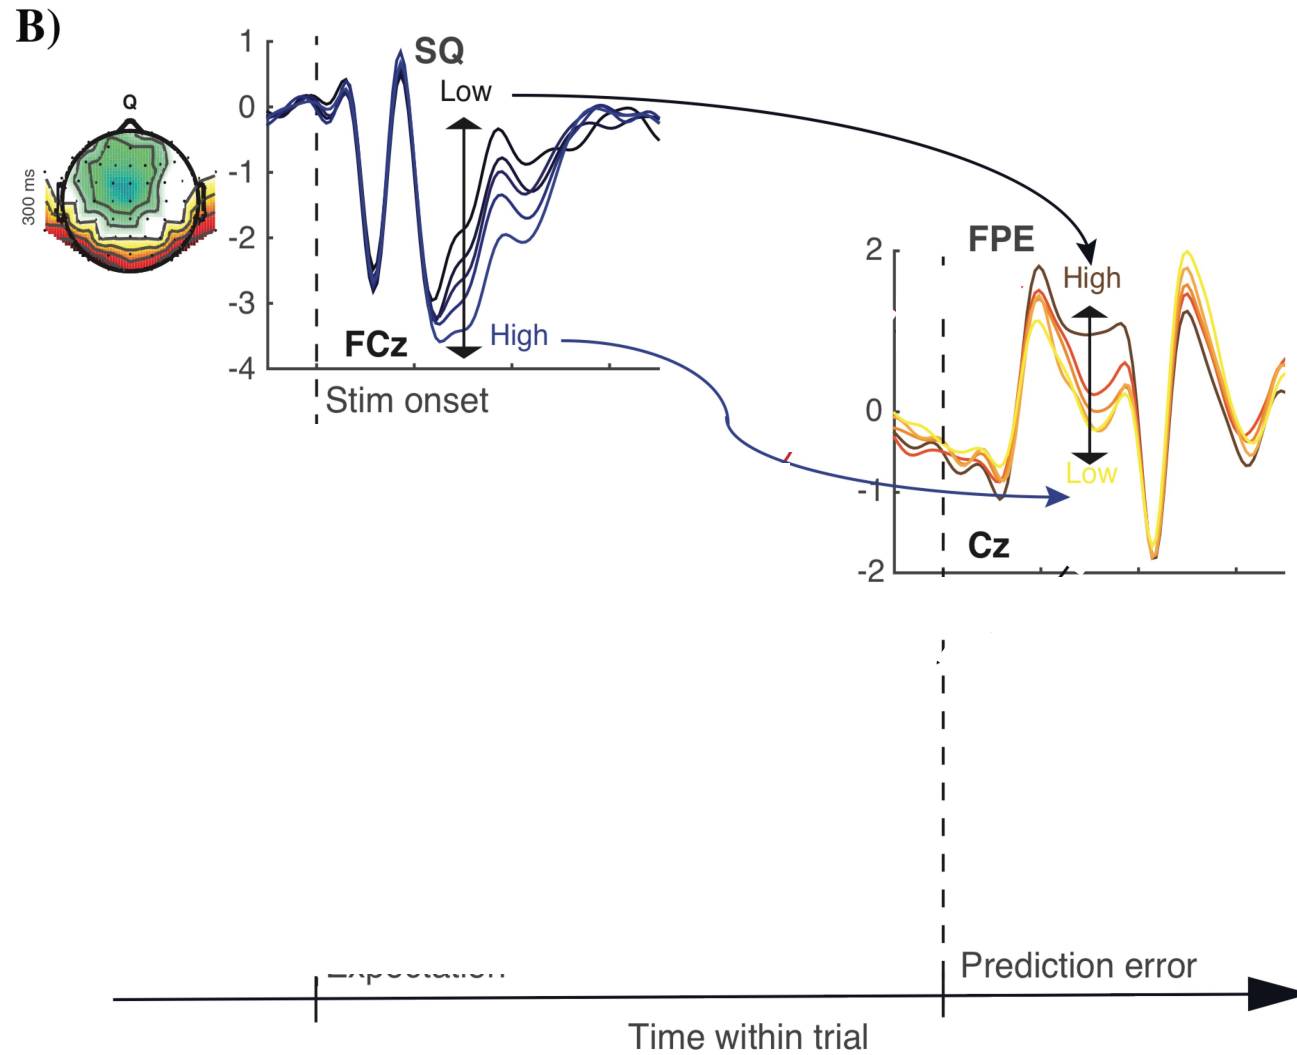 B)
Q
300 ms
SQ
1
0
-1
-2
-3
-4
Low
High
FCz
Stim onset
FPE
2
0
-1
-2
High
Low
Cz
Prediction error
Time within trial